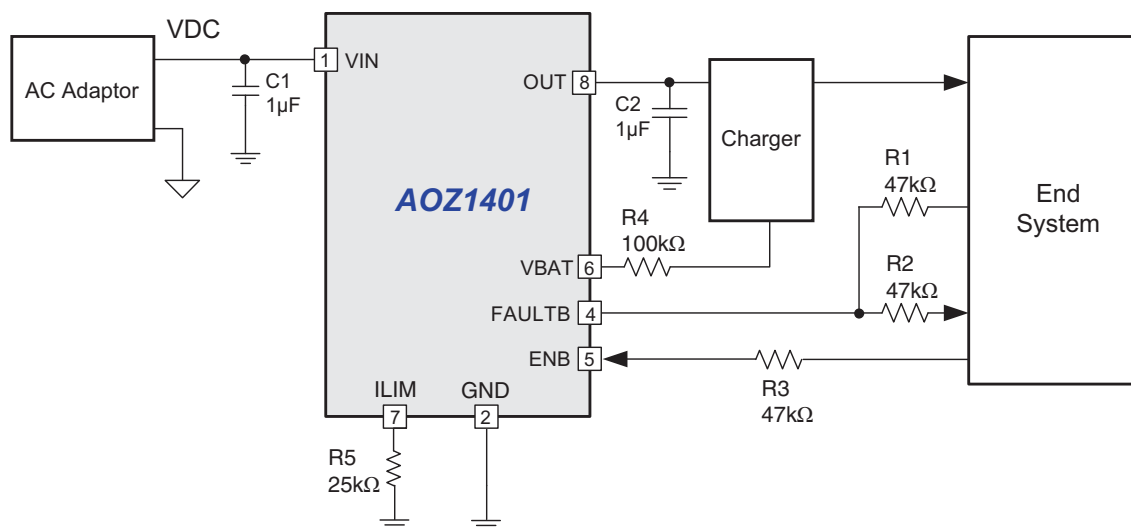 VDC
AC Adaptor
C1
1µF
1
VIN
OUT
8
C2
1µF
Charger
AOZ1401
R4
100kΩ
VBAT
6
FAULTB
4
ENB
5
R1
47kΩ
R2
47kΩ
R3
47kΩ
End
System
ILIM
7
GND
2
R5
25kΩ